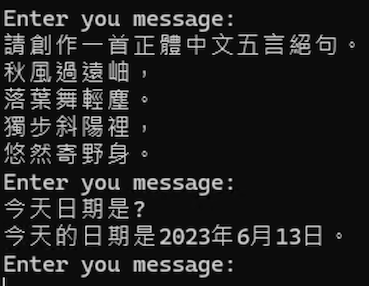 Enter you message:
請創作一首正體中文五言絕句。
秋風過遠岫，
落葉舞輕塵。
獨步斜陽裡，
悠然寄野身。
Enter you message:
今天日期是?
今天的日期是2023年6月13日。
Enter you message: